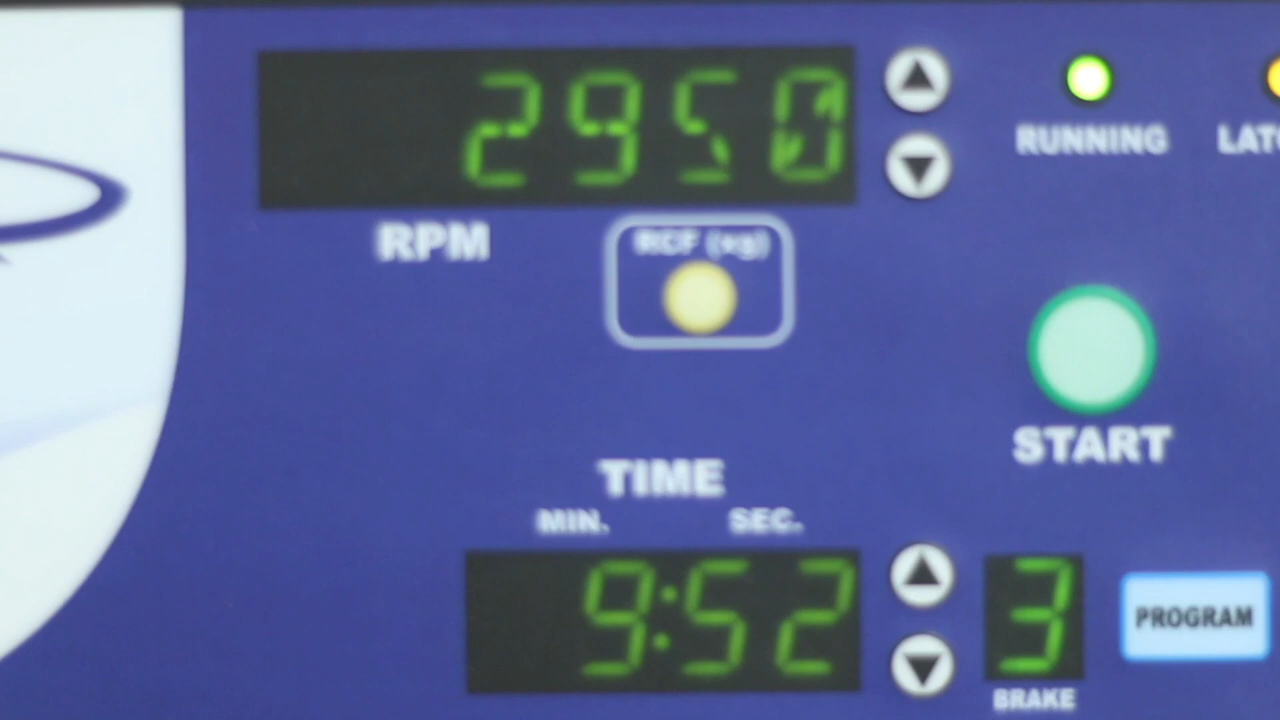 2950
RUNNING
RPM
RCF (xg)
START
TIME
MIN. SEC.
9:52 3
PROGRAM
BRAKE